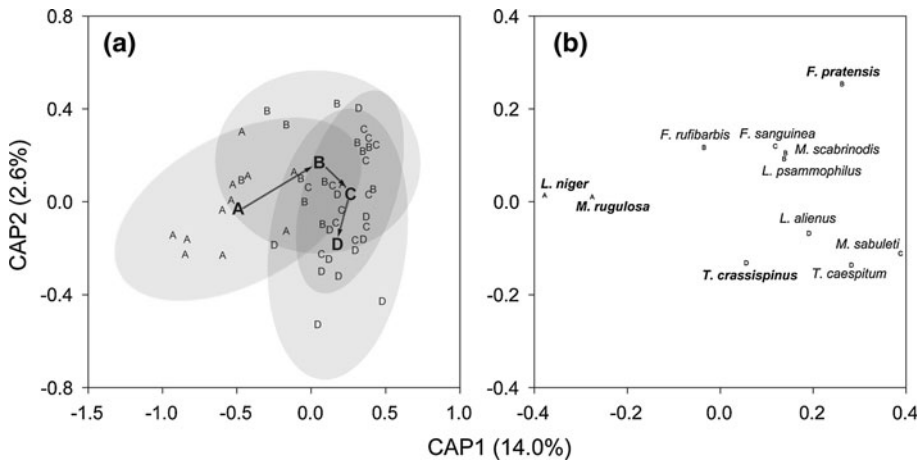 (a)
(b)
0.8
0.4
0.0
-0.4
-0.8
CAP2 (2.6%)
-1.5 -1.0 -0.5 0.0 0.5 1.0
A
B
C
D
0.4
0.2
0.0
-0.2
-0.4
-0.4 -0.2 0.0 0.2 0.4
F. pratensis
B
F. rufibarbis
B
F. sanguinea
C
M. scabrinodis
B
L. psammophilus
B
L. niger
A
M. rugulosa
A
L. alienus
D
M. sabuleti
C
T. crassispinus
D
T. caespitum
D
CAP1 (14.0%)